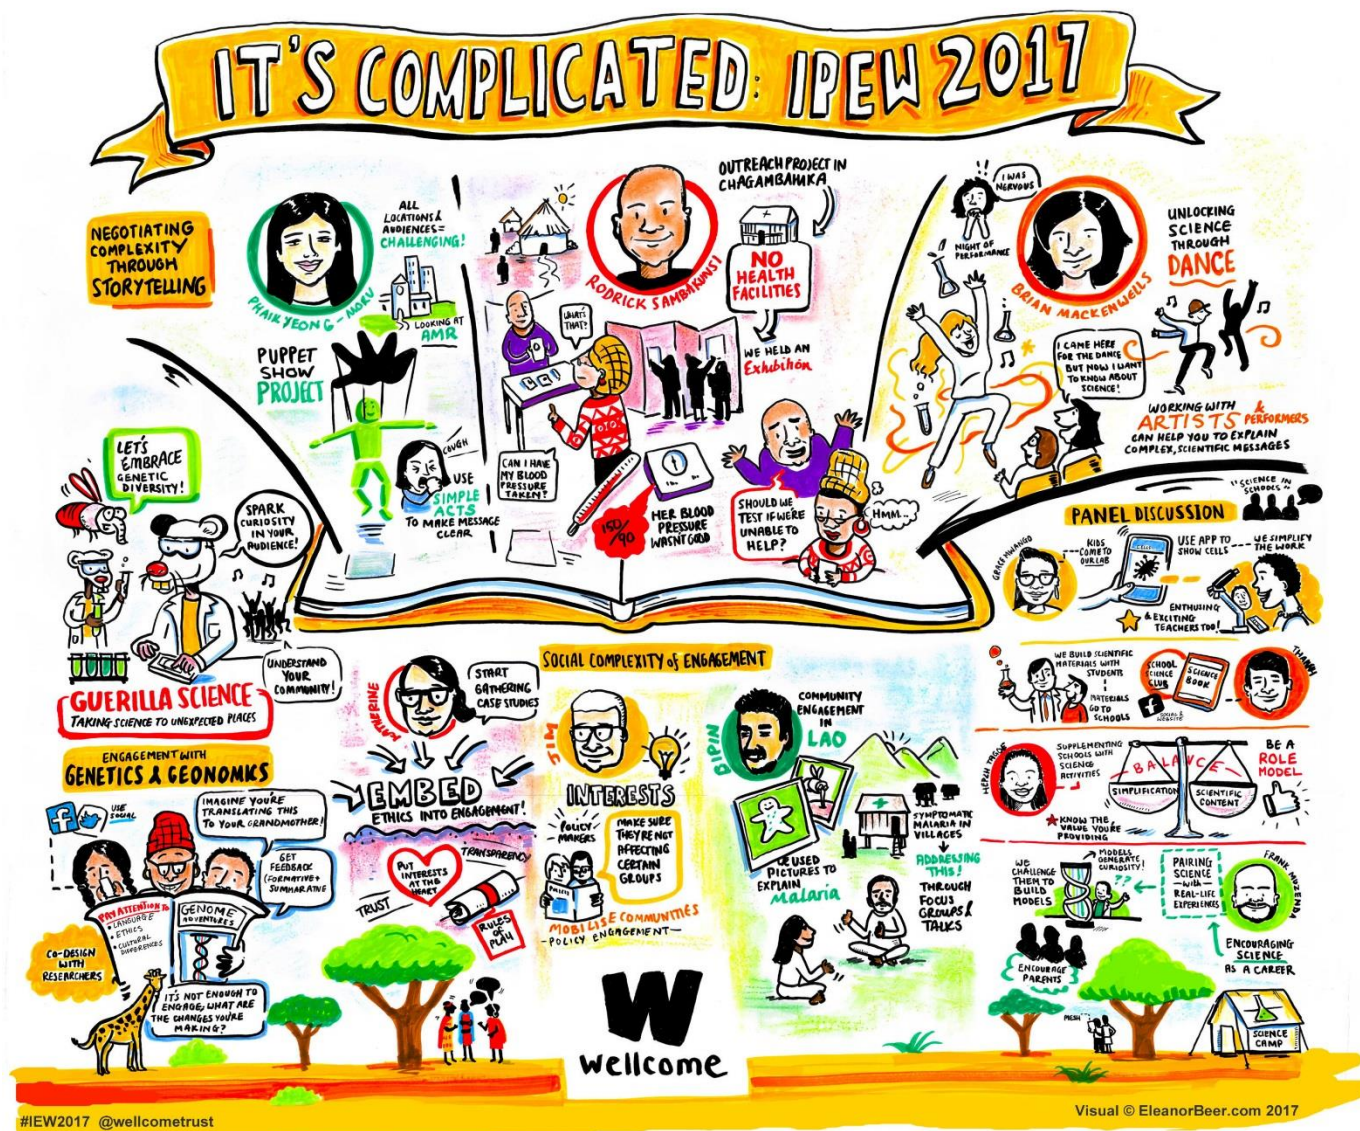 IT'S COMPLICATED: IPEW 2017
NEGOTIATING
COMPLEXITY
THROUGH
STORYTELLING
PHAIK YEONG - MORU
ALL
LOCATIONS &
AUDIENCES =
CHALLENGING!
LOOKING AT
AMR
PUPPET
SHOW
PROJECT
COUGH
USE
SIMPLE
ACTS
TO MAKE MESSAGE
CLEAR
RODRICK SAMBAKUNSI
OUTREACH PROJECT IN
CHAGAMBAHUKA
NO
HEALTH
FACILITIES
WE HELD AN
Exhibition
WHAT'S
THAT?
CAN I HAVE
MY BLOOD
PRESSURE
TAKEN?
150/
90
HER BLOOD
PRESSURE
WASN'T GOOD
SHOULD WE
TEST IF WE'RE
UNABLE TO
HELP?
HMM...
I WAS
NERVOUS
NIGHT OF
PERFORMANCE
BRIAN MACKENWELLS
UNLOCKING
SCIENCE
THROUGH
DANCE
I CAME HERE
FOR THE DANCE
BUT NOW I WANT
TO KNOW ABOUT
SCIENCE!
WORKING WITH
ARTISTS & PERFORMERS
CAN HELP YOU TO EXPLAIN
COMPLEX, SCIENTIFIC MESSAGES
LET'S
EMBRACE
GENETIC
DIVERSITY!
SPARK
CURIOSITY
IN YOUR
AUDIENCE!
UNDERSTAND
YOUR
COMMUNITY!
GUERILLA SCIENCE
TAKING SCIENCE TO UNEXPECTED PLACES
ENGAGEMENT WITH
GENETICS & GEONOMICS
USE
SOCIAL
IMAGINE YOU'RE
TRANSLATING THIS
TO YOUR GRANDMOTHER!
GET
FEEDBACK
(FORMATIVE +
SUMMARATIVE
PAY ATTENTION TO
• LANGUAGE
• ETHICS
• CULTURAL
DIFFERENCES
GENOME
ADVENTURES
CO-DESIGN
WITH
RESEARCHERS
IT'S NOT ENOUGH TO
ENGAGE, WHAT ARE
THE CHANGES YOU'RE
MAKING?
SOCIAL COMPLEXITY of ENGAGEMENT
KATHERINE
START
GATHERING
CASE STUDIES
EMBED
ETHICS INTO ENGAGEMENT!
PUT
INTERESTS
AT THE
HEART
TRANSPARENCY
TRUST
RULES
OF
PLAY
JIM
INTERESTS
POLICY
MAKERS
POLICIES
MAKE SURE
THEY'RE NOT
AFFECTING
CERTAIN
GROUPS
MOBILISE COMMUNITIES
- POLICY ENGAGEMENT -
BIPIN
COMMUNITY
ENGAGEMENT
IN
LAO
WE USED
PICTURES TO
EXPLAIN
Malaria
SYMPTOMATIC
MALARIA IN
VILLAGES
ADDRESSING
THIS!
THROUGH
FOCUS
GROUPS &
TALKS
W
wellcome
"SCIENCE IN
SCHOOLS"
PANEL DISCUSSION
GRACE MWANGO
KIDS
COME TO
OUR LAB
USE APP TO
SHOW CELLS
WE SIMPLIFY
THE WORK
ENTHUSING
& EXCITING
TEACHERS TOO!
WE BUILD SCIENTIFIC
MATERIALS WITH
STUDENTS
MATERIALS
GO TO
SCHOOLS
SCHOOL
SCIENCE
CLUB
SCIENCE
BOOK
SOCIAL &
WEBSITE
SUPPLEMENTING
SCHOOLS WITH
SCIENCE
ACTIVITIES
KNOW THE
VALUE YOU'RE
PROVIDING
BALANCE
SIMPLIFICATION
SCIENTIFIC
CONTENT
BE A
ROLE
MODEL
WE
CHALLENGE
THEM TO
BUILD
MODELS
MODELS
GENERATE
CURIOSITY!
??
PAIRING
SCIENCE
- with -
REAL-LIFE
EXPERIENCES
FRANK
ENCOURAGING
SCIENCE
AS A CAREER
ENCOURAGE
PARENTS
MESH
SCIENCE
CAMP
#IEW2017 @wellcometrust
Visual © EleanorBeer.com 2017